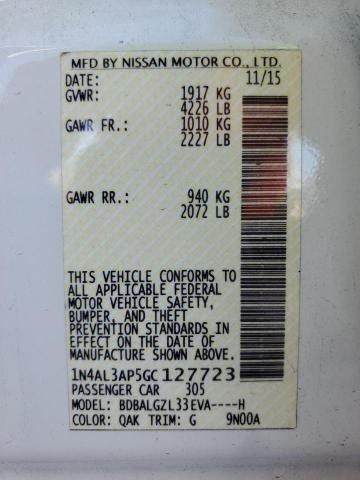 MFD BY NISSAN MOTOR CO., LTD.
DATE: 11/15
GVWR: 1917 KG
4226 LB
GAWR FR.: 1010 KG
2227 LB
GAWR RR.: 940 KG
2072 LB
THIS VEHICLE CONFORMS TO
ALL APPLICABLE FEDERAL
MOTOR VEHICLE SAFETY,
BUMPER, AND THEFT
PREVENTION STANDARDS IN
EFFECT ON THE DATE OF
MANUFACTURE SHOWN ABOVE.
1N4AL3AP5GC127723
PASSENGER CAR 305
MODEL: BDBALGZL33EVA----H
COLOR: QAK TRIM: G 9N00A